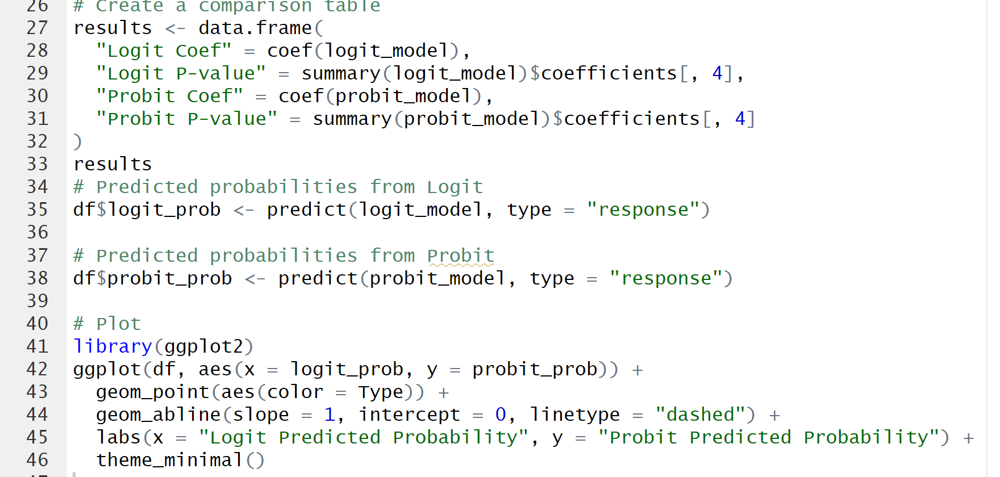 26 # Create a comparison table
27 results <- data.frame(
28   "Logit Coef" = coef(logit_model),
29   "Logit P-value" = summary(logit_model)$coefficients[, 4],
30   "Probit Coef" = coef(probit_model),
31   "Probit P-value" = summary(probit_model)$coefficients[, 4]
32 )
33 results
34 # Predicted probabilities from Logit
35 df$logit_prob <- predict(logit_model, type = "response")
36
37 # Predicted probabilities from Probit
38 df$probit_prob <- predict(probit_model, type = "response")
39
40 # Plot
41 library(ggplot2)
42 ggplot(df, aes(x = logit_prob, y = probit_prob)) +
43   geom_point(aes(color = Type)) +
44   geom_abline(slope = 1, intercept = 0, linetype = "dashed") +
45   labs(x = "Logit Predicted Probability", y = "Probit Predicted Probability") +
46   theme_minimal()